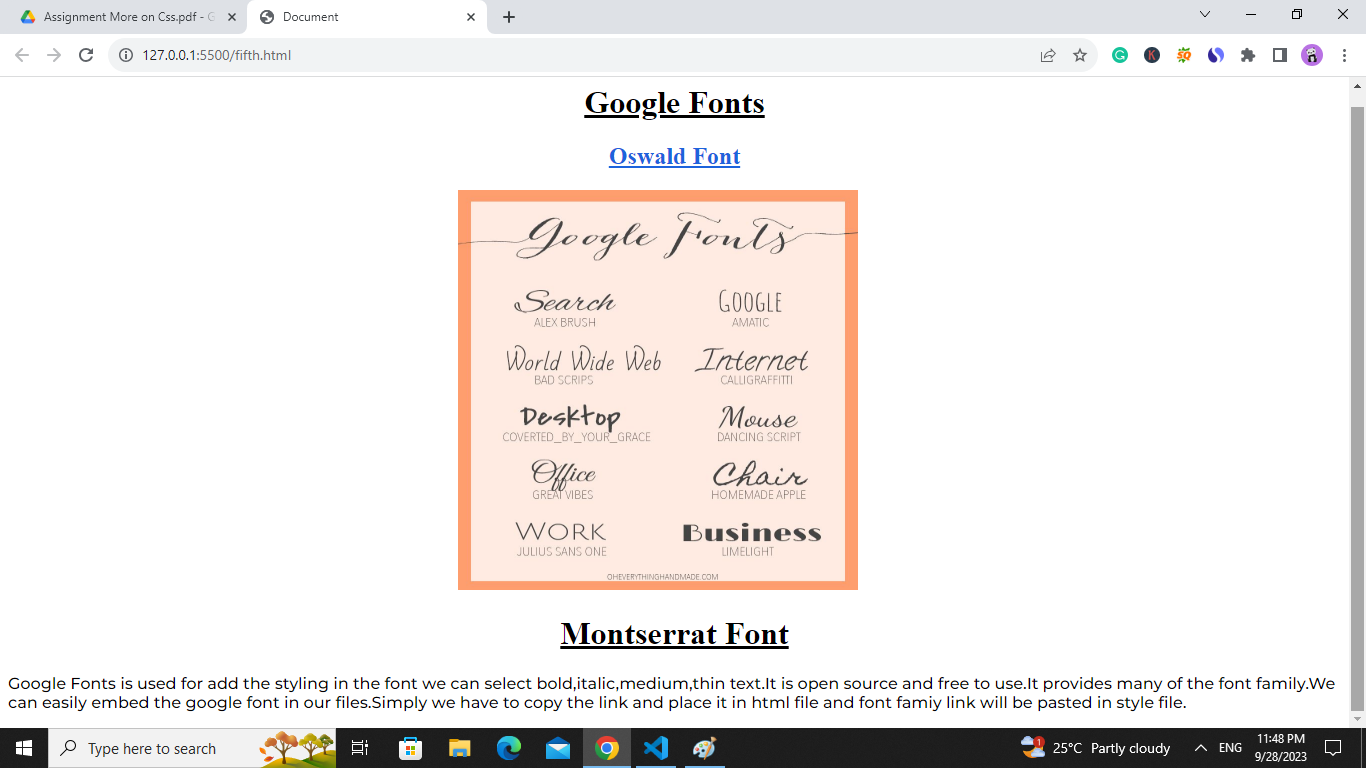 Assignment More on Css.pdf - G
Document
127.0.0.1:5500/fifth.html
Google Fonts
Oswald Font
Google Fonts
Search
ALEX BRUSH
GOOGLE
AMATIC
World Wide Web
BAD SCRIPS
Internet
CALLIGRAFFITI
Desktop
COVERTED_BY_YOUR_GRACE
Mouse
DANCING SCRIPT
Office
GREAT VIBES
Chair
HOMEMADE APPLE
WORK
JULIUS SANS ONE
Business
LIMELIGHT
OHEVERYTHINGHANDMADE.COM
Montserrat Font
Google Fonts is used for add the styling in the font we can select bold,italic,medium,thin text.It is open source and free to use.It provides many of the font family.We
can easily embed the google font in our files.Simply we have to copy the link and place it in html file and font famiy link will be pasted in style file.
Type here to search
1
25°C Partly cloudy
ENG
11:48 PM
9/28/2023